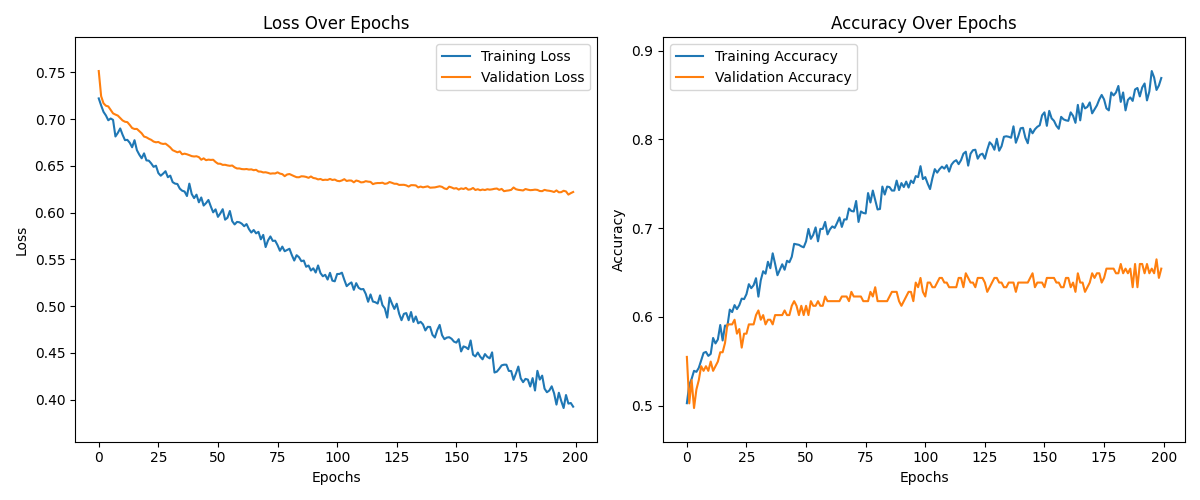 Loss Over Epochs
Training Loss
Validation Loss
0.75
0.70
0.65
0.60
0.55
0.50
0.45
0.40
Loss
0 25 50 75 100 125 150 175 200
Epochs
Accuracy Over Epochs
Training Accuracy
Validation Accuracy
0.9
0.8
0.7
0.6
0.5
Accuracy
0 25 50 75 100 125 150 175 200
Epochs